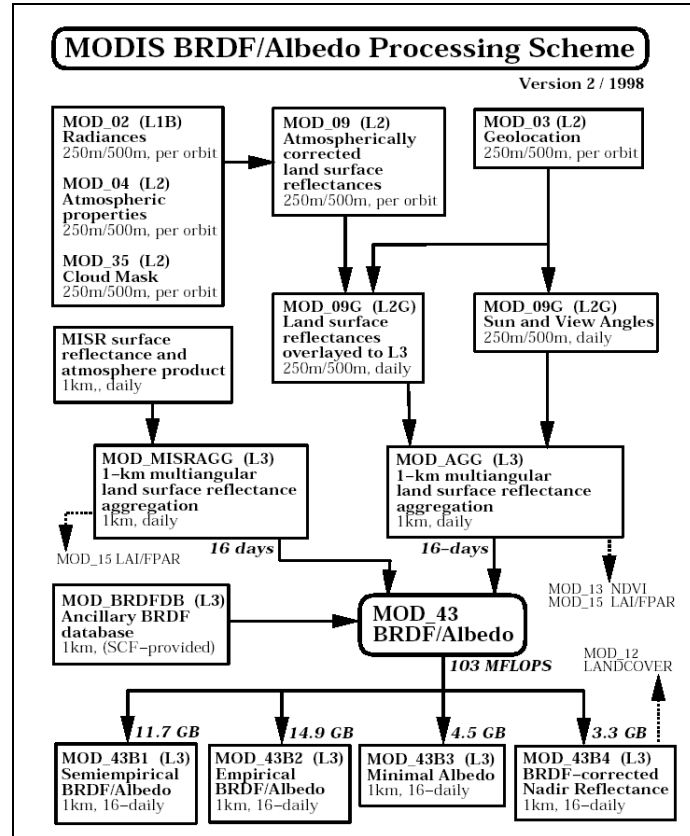 MODIS BRDF/Albedo Processing Scheme
Version 2 / 1998
MOD_02 (L1B)
Radiances
250m/500m, per orbit
MOD_04 (L2)
Atmospheric
properties
250m/500m, per orbit
MOD_35 (L2)
Cloud Mask
250m/500m, per orbit
MOD_09 (L2)
Atmospherically
corrected
land surface
reflectances
250m/500m, per orbit
MOD_03 (L2)
Geolocation
250m/500m, per orbit
MISR surface
reflectance and
atmosphere product
1km,, daily
MOD_09G (L2G)
Land surface
reflectances
overlayed to L3
250m/500m, daily
MOD_09G (L2G)
Sun and View Angles
250m/500m, daily
MOD_MISRAGG (L3)
1-km multiangular
land surface reflectance
aggregation
1km, daily
MOD_AGG (L3)
1-km multiangular
land surface reflectance
aggregation
1km, daily
MOD_15 LAI/FPAR
16 days
16-days
MOD_13 NDVI
MOD_15 LAI/FPAR
MOD_BRDFDB (L3)
Ancillary BRDF
database
1km, (SCF-provided)
MOD_43
BRDF/Albedo
103 MFLOPS
MOD_12
LANDCOVER
11.7 GB
14.9 GB
4.5 GB
3.3 GB
MOD_43B1 (L3)
Semiempirical
BRDF/Albedo
1km, 16-daily
MOD_43B2 (L3)
Empirical
BRDF/Albedo
1km, 16-daily
MOD_43B3 (L3)
Minimal Albedo
1km, 16-daily
MOD_43B4 (L3)
BRDF-corrected
Nadir Reflectance
1km, 16-daily